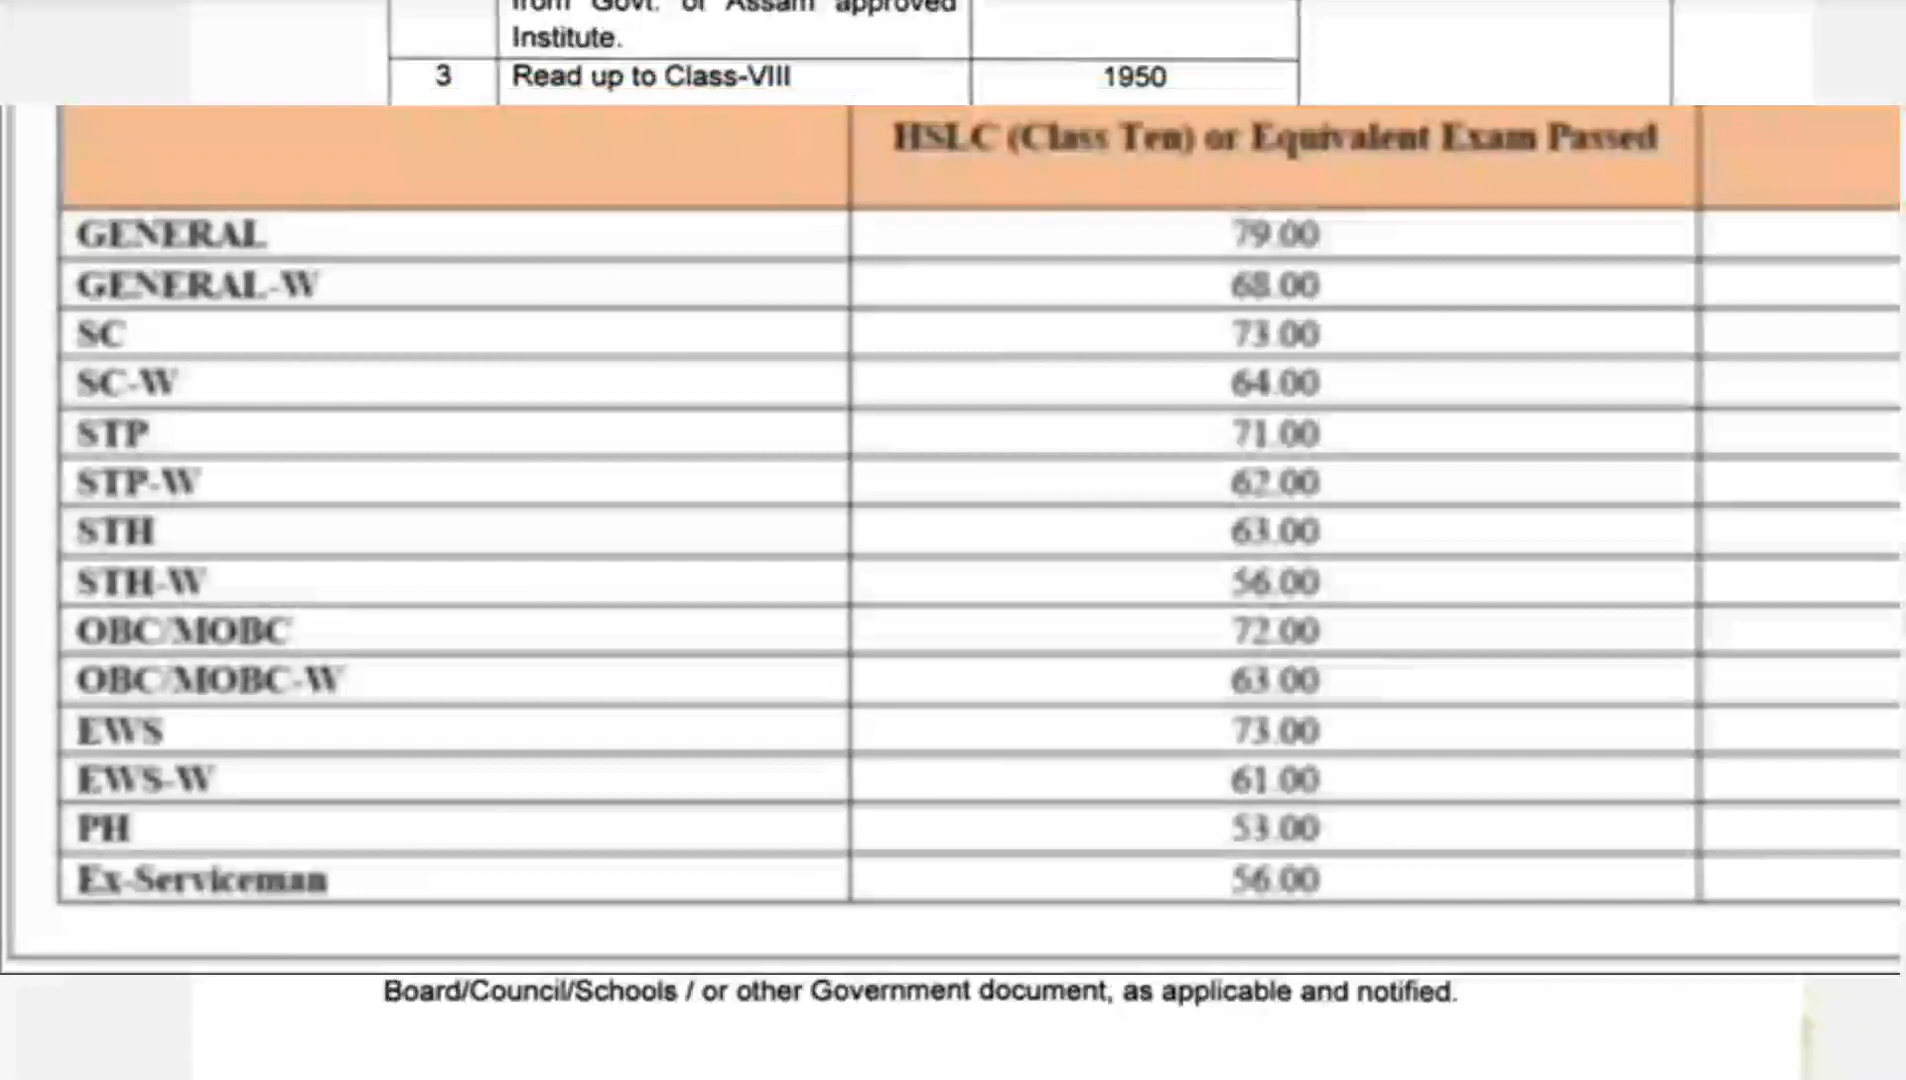 from Govt. of Assam approved
Institute.
3 Read up to Class-VIII 1950
HSLC (Class Ten) or Equivalent Exam Passed
GENERAL 79.00
GENERAL-W 68.00
SC 73.00
SC-W 64.00
STP 71.00
STP-W 62.00
STH 63.00
STH-W 56.00
OBC/MOBC 72.00
OBC/MOBC-W 63.00
EWS 73.00
EWS-W 61.00
PH 53.00
Ex-Serviceman 56.00
Board/Council/Schools / or other Government document, as applicable and notified.